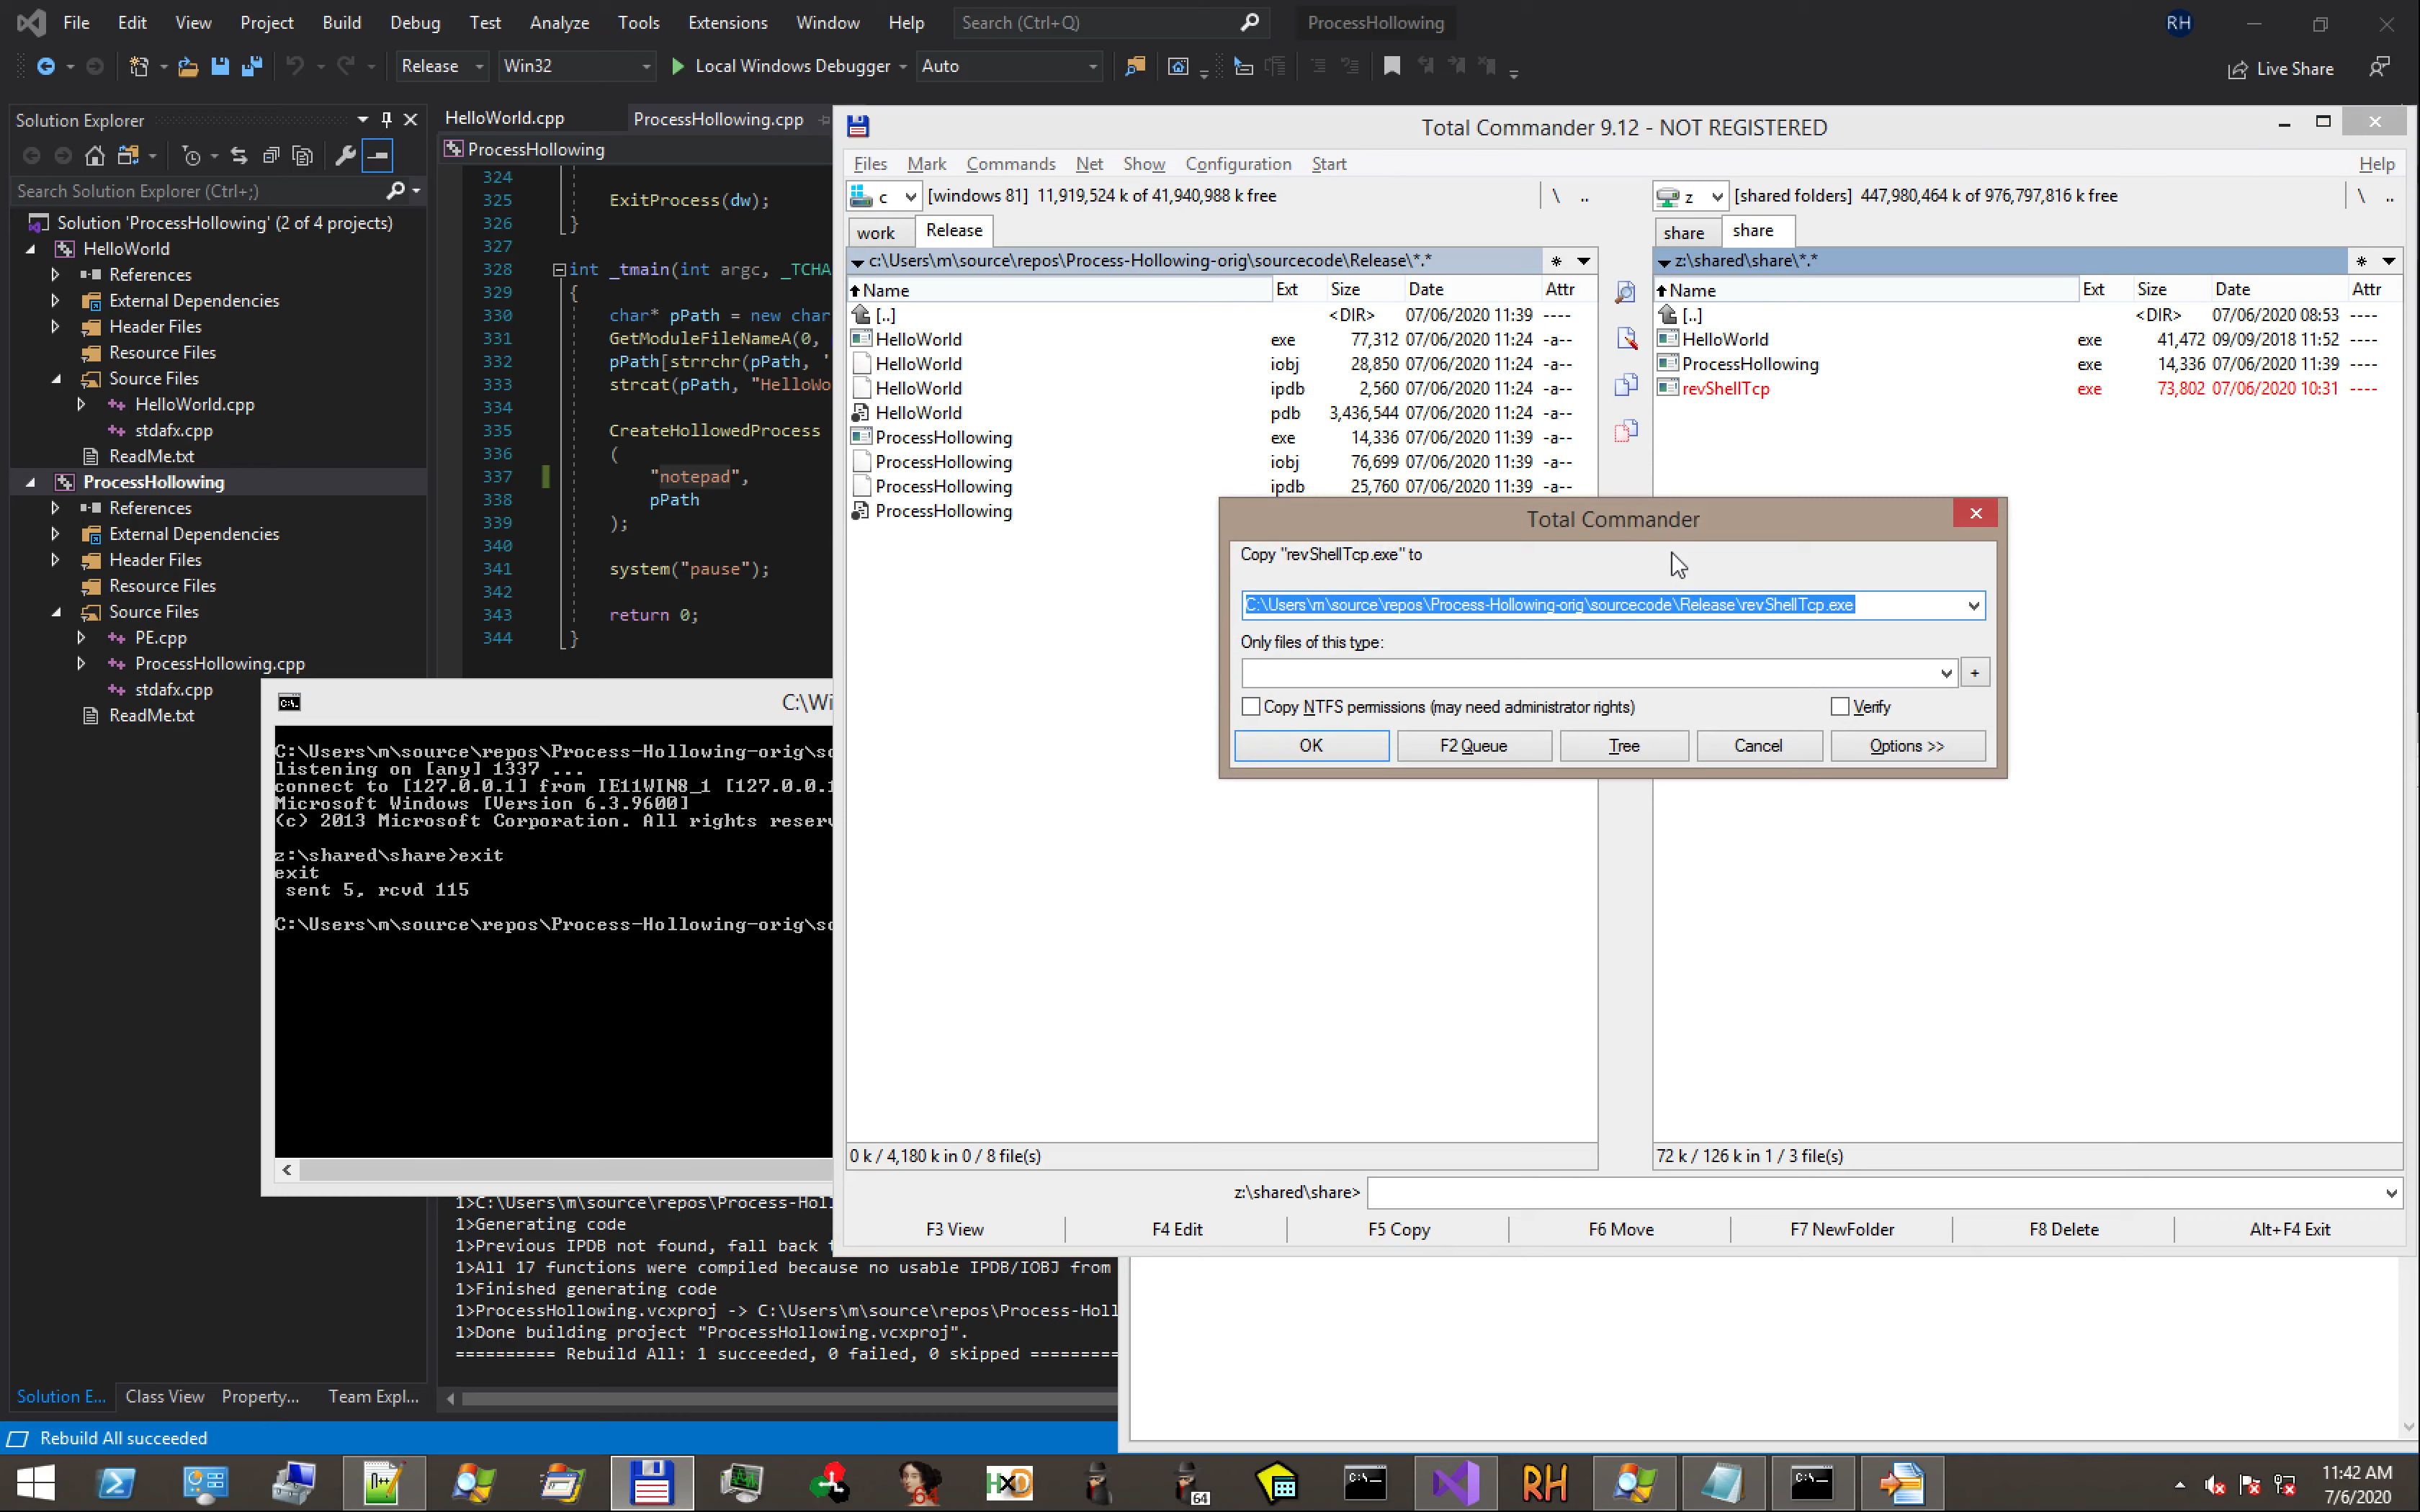 File Edit View Project Build Debug Test Analyze Tools Extensions Window Help Search (Ctrl+Q) ProcessHollowing RH
Release Win32 Local Windows Debugger Auto Live Share
Solution Explorer
Search Solution Explorer (Ctrl+;)
Solution 'ProcessHollowing' (2 of 4 projects)
HelloWorld
References
External Dependencies
Header Files
Resource Files
Source Files
HelloWorld.cpp
stdafx.cpp
ReadMe.txt
ProcessHollowing
References
External Dependencies
Header Files
Resource Files
Source Files
PE.cpp
ProcessHollowing.cpp
stdafx.cpp
ReadMe.txt
Solution E... Class View Property... Team Expl...
HelloWorld.cpp ProcessHollowing.cpp
ProcessHollowing
324
325 ExitProcess(dw);
326 }
327
328 int _tmain(int argc, _TCHA
329 {
330 char* pPath = new char
331 GetModuleFileNameA(0,
332 pPath[strrchr(pPath, '
333 strcat(pPath, "HelloWo
334
335 CreateHollowedProcess
336 (
337 "notepad",
338 pPath
339 );
340
341 system("pause");
342
343 return 0;
344 }
C:\Wi
C:\Users\m\source\repos\Process-Hollowing-orig\so
listening on [any] 1337 ...
connect to [127.0.0.1] from IE11WIN8_1 [127.0.0.1
Microsoft Windows [Version 6.3.9600]
(c) 2013 Microsoft Corporation. All rights reserv
z:\shared\share>exit
exit
sent 5, rcvd 115
C:\Users\m\source\repos\Process-Hollowing-orig\so
1>C:\Users\m\source\repos\Process-Holl
1>Generating code
1>Previous IPDB not found, fall back
1>All 17 functions were compiled because no usable IPDB/IOBJ from
1>Finished generating code
1>ProcessHollowing.vcxproj -> C:\Users\m\source\repos\Process-Holl
1>Done building project "ProcessHollowing.vcxproj".
========== Rebuild All: 1 succeeded, 0 failed, 0 skipped ==========
Rebuild All succeeded
Total Commander 9.12 - NOT REGISTERED
Files Mark Commands Net Show Configuration Start Help
c [windows 81] 11,919,524 k of 41,940,988 k free \ ..
work Release
c:\Users\m\source\repos\Process-Hollowing-orig\sourcecode\Release\*.* *
Name Ext Size Date Attr
[..] <DIR> 07/06/2020 11:39 ----
HelloWorld exe 77,312 07/06/2020 11:24 -a--
HelloWorld iobj 28,850 07/06/2020 11:24 -a--
HelloWorld ipdb 2,560 07/06/2020 11:24 -a--
HelloWorld pdb 3,436,544 07/06/2020 11:24 -a--
ProcessHollowing exe 14,336 07/06/2020 11:39 -a--
ProcessHollowing iobj 76,699 07/06/2020 11:39 -a--
ProcessHollowing ipdb 25,760 07/06/2020 11:39 -a--
ProcessHollowing
0 k / 4,180 k in 0 / 8 file(s)
z [shared folders] 447,980,464 k of 976,797,816 k free \ ..
share share
z:\shared\share\*.* *
Name Ext Size Date Attr
[..] <DIR> 07/06/2020 08:53 ----
HelloWorld exe 41,472 09/09/2018 11:52 ----
ProcessHollowing exe 14,336 07/06/2020 11:39 ----
revShellTcp exe 73,802 07/06/2020 10:31 ----
72 k / 126 k in 1 / 3 file(s)
Total Commander
Copy "revShellTcp.exe" to
C:\Users\m\source\repos\Process-Hollowing-orig\sourcecode\Release\revShellTcp.exe
Only files of this type:
+
Copy NTFS permissions (may need administrator rights) Verify
OK F2 Queue Tree Cancel Options >>
z:\shared\share>
F3 View F4 Edit F5 Copy F6 Move F7 NewFolder F8 Delete Alt+F4 Exit
n++ 64 HxD 64 C:\_ RH C:\_
11:42 AM
7/6/2020